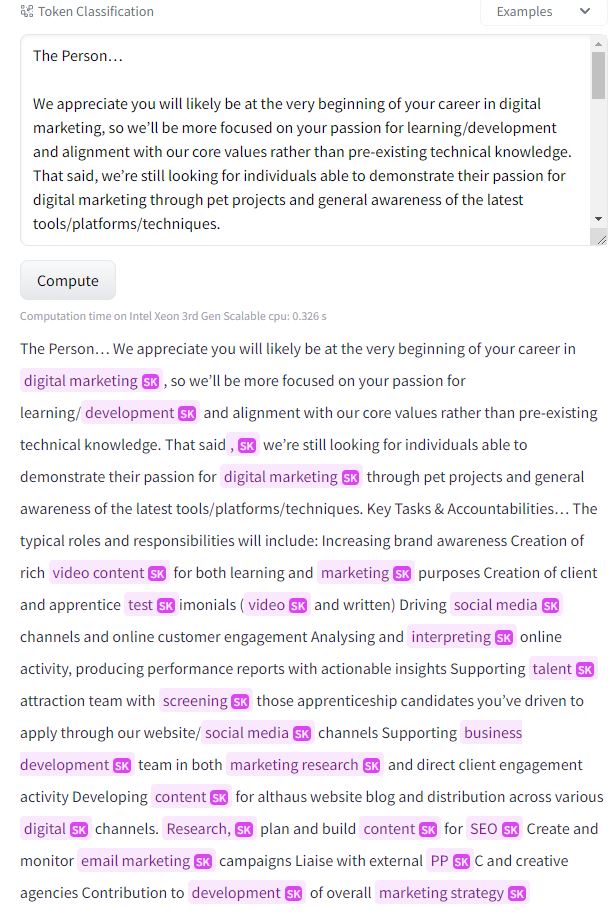 Token Classification
Examples
The Person…
We appreciate you will likely be at the very beginning of your career in digital
marketing, so we’ll be more focused on your passion for learning/development
and alignment with our core values rather than pre-existing technical knowledge.
That said, we’re still looking for individuals able to demonstrate their passion for
digital marketing through pet projects and general awareness of the latest
tools/platforms/techniques.
Compute
Computation time on Intel Xeon 3rd Gen Scalable cpu: 0.326 s
The Person… We appreciate you will likely be at the very beginning of your career in
digital marketing SK , so we’ll be more focused on your passion for
learning/ development SK and alignment with our core values rather than pre-existing
technical knowledge. That said , SK we’re still looking for individuals able to
demonstrate their passion for digital marketing SK through pet projects and general
awareness of the latest tools/platforms/techniques. Key Tasks & Accountabilities… The
typical roles and responsibilities will include: Increasing brand awareness Creation of
rich video content SK for both learning and marketing SK purposes Creation of client
and apprentice test SK imonials ( video SK and written) Driving social media SK
channels and online customer engagement Analysing and interpreting SK online
activity, producing performance reports with actionable insights Supporting talent SK
attraction team with screening SK those apprenticeship candidates you’ve driven to
apply through our website/ social media SK channels Supporting business
development SK team in both marketing research SK and direct client engagement
activity Developing content SK for althaus website blog and distribution across various
digital SK channels. Research, SK plan and build content SK for SEO SK Create and
monitor email marketing SK campaigns Liaise with external PP SK C and creative
agencies Contribution to development SK of overall marketing strategy SK